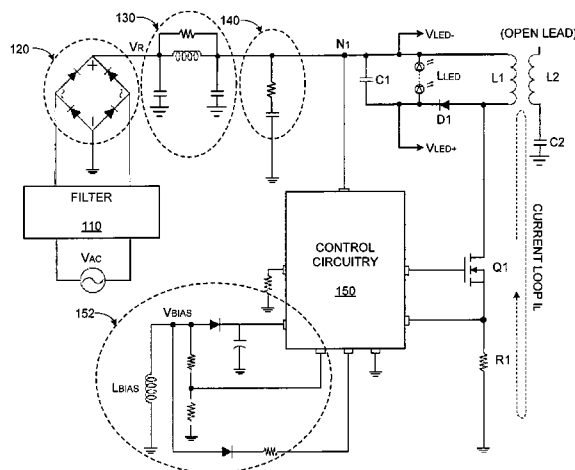 120
130
140
(OPEN LEAD)
VR
N1
VLED-
C1
LLED
L1
L2
D1
VLED+
C2
FILTER
110
VAC
CONTROL
CIRCUITRY
150
Q1
CURRENT LOOP IL
152
VBIAS
LBIAS
R1